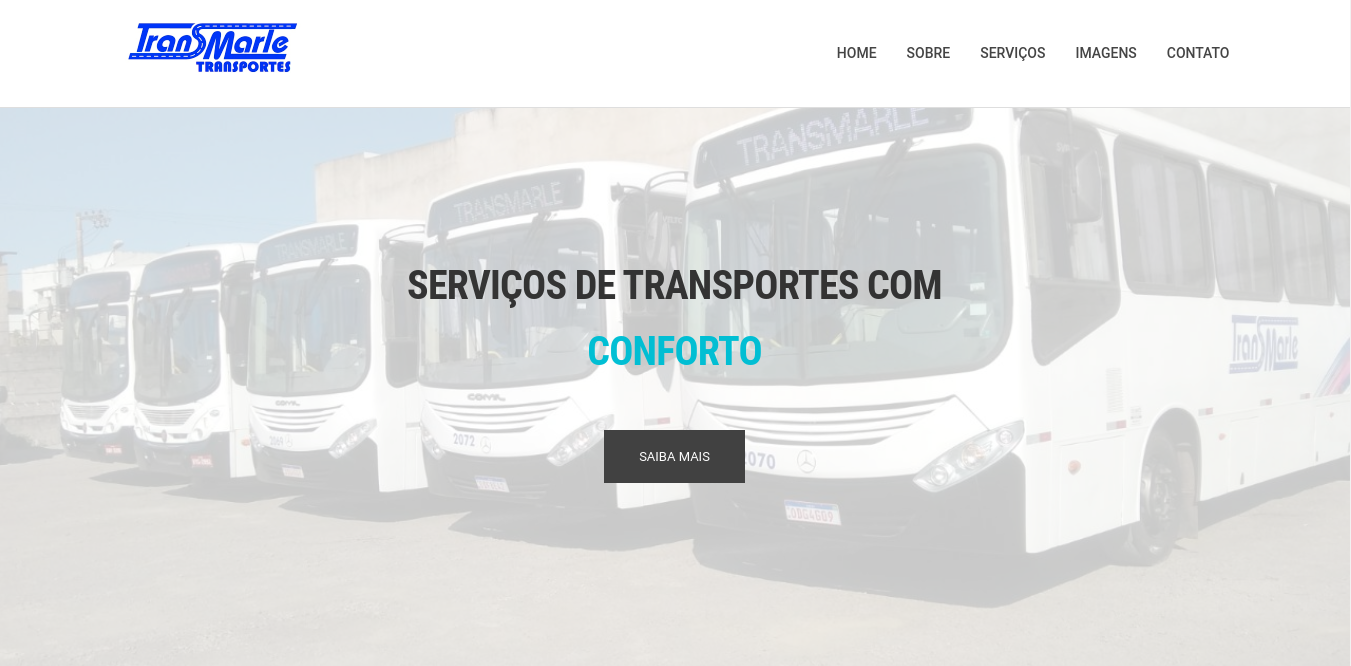 TranSMarle
TRANSPORTES
HOME SOBRE SERVIÇOS IMAGENS CONTATO
TRANSMARLE
TRANSMARLE
TRANSMARLE
SERVIÇOS DE TRANSPORTES COM
CONFORTO
TranSMarle
2072
2070
SAIBA MAIS